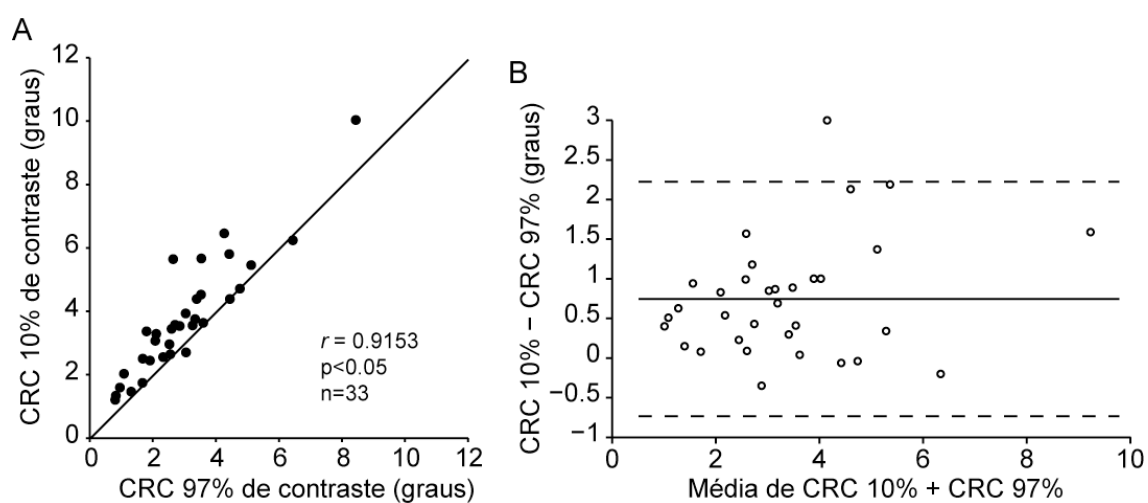 A
CRC 10% de contraste (graus)
12
10
8
6
4
2
0
r = 0.9153
p<0.05
n=33
0 2 4 6 8 10 12
CRC 97% de contraste (graus)
B
CRC 10% − CRC 97% (graus)
3
2.5
2
1.5
1
0.5
0
−0.5
−1
0 2 4 6 8 10
Média de CRC 10% + CRC 97%